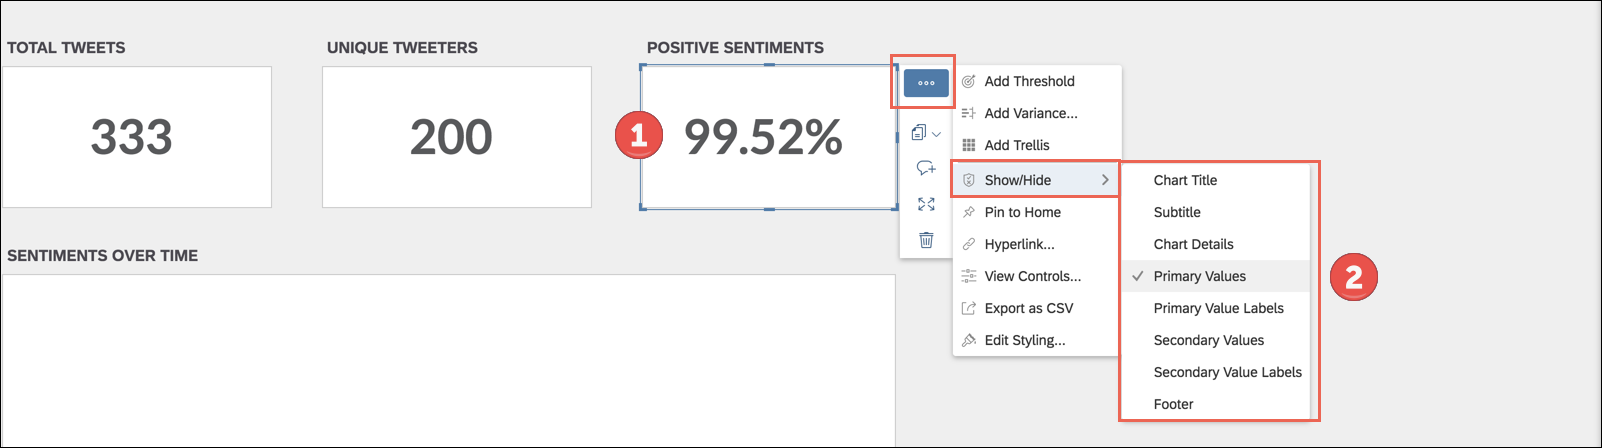 TOTAL TWEETS
333
UNIQUE TWEETERS
200
POSITIVE SENTIMENTS
1
99.52%
Add Threshold
Add Variance...
Add Trellis
Show/Hide
Pin to Home
Hyperlink...
View Controls...
Export as CSV
Edit Styling...
Chart Title
Subtitle
Chart Details
Primary Values
Primary Value Labels
Secondary Values
Secondary Value Labels
Footer
2
SENTIMENTS OVER TIME